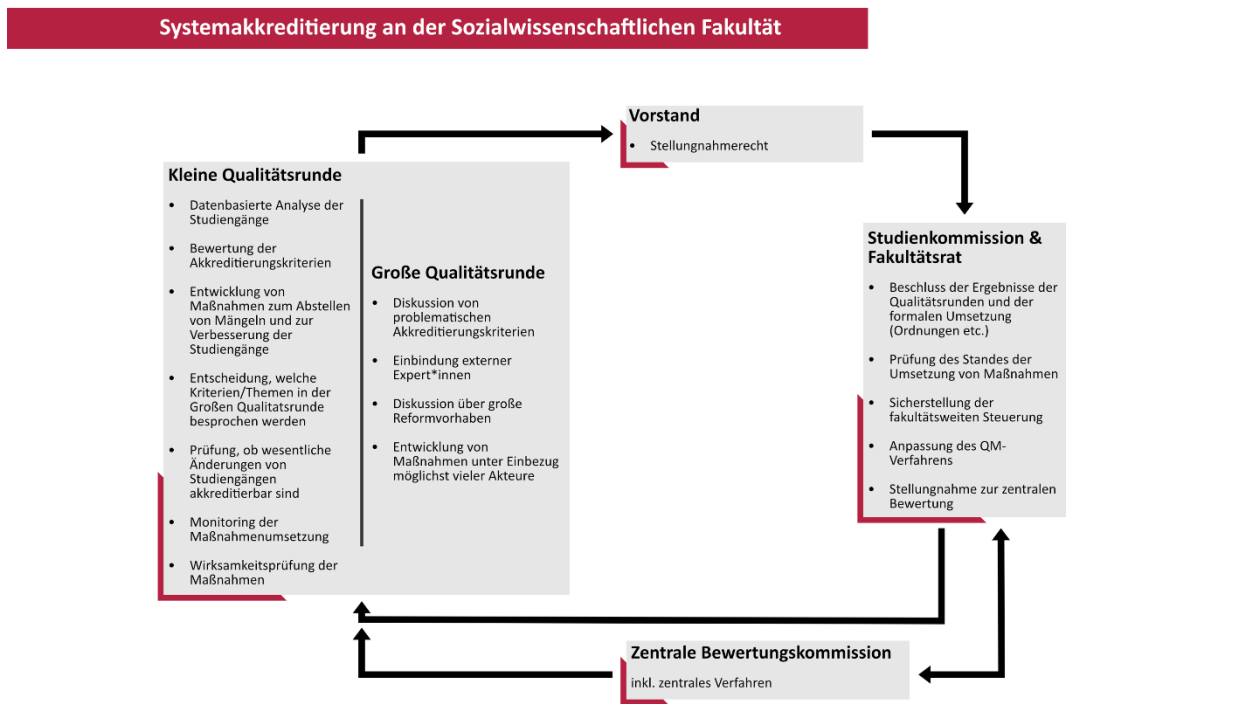 Systemakkreditierung an der Sozialwissenschaftlichen Fakultät
Vorstand
• Stellungnahmerecht
Kleine Qualitätsrunde
• Datenbasierte Analyse der
Studiengänge
• Bewertung der
Akkreditierungskriterien
• Entwicklung von
Maßnahmen zum Abstellen
von Mängeln und zur
Verbesserung der
Studiengänge
• Entscheidung, welche
Kriterien/Themen in der
Großen Qualitatsrunde
besprochen werden
• Prüfung, ob wesentliche
Änderungen von
Studiengängen
akkreditierbar sind
• Monitoring der
Maßnahmenumsetzung
• Wirksamkeitsprüfung der
Maßnahmen
Große Qualitätsrunde
• Diskussion von
problematischen
Akkreditierungskriterien
• Einbindung externer
Expert*innen
• Diskussion über große
Reformvorhaben
• Entwicklung von
Maßnahmen unter Einbezug
möglichst vieler Akteure
Studienkommission &
Fakultätsrat
• Beschluss der Ergebnisse der
Qualitätsrunden und der
formalen Umsetzung
(Ordnungen etc.)
• Prüfung des Standes der
Umsetzung von Maßnahmen
• Sicherstellung der
fakultätsweiten Steuerung
• Anpassung des QM-
Verfahrens
• Stellungnahme zur zentralen
Bewertung
Zentrale Bewertungskommission
inkl. zentrales Verfahren